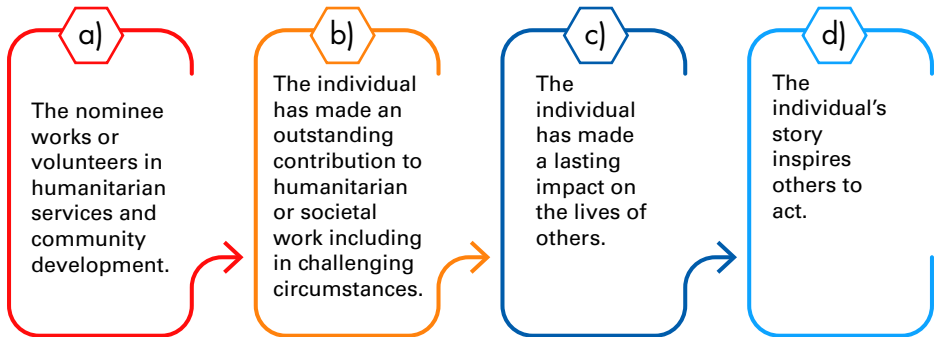 a)
The nominee
works or
volunteers in
humanitarian
services and
community
development.
b)
The individual
has made an
outstanding
contribution to
humanitarian
or societal
work including
in challenging
circumstances.
c)
The
individual
has made
a lasting
impact on
the lives of
others.
d)
The
individual’s
story
inspires
others to
act.